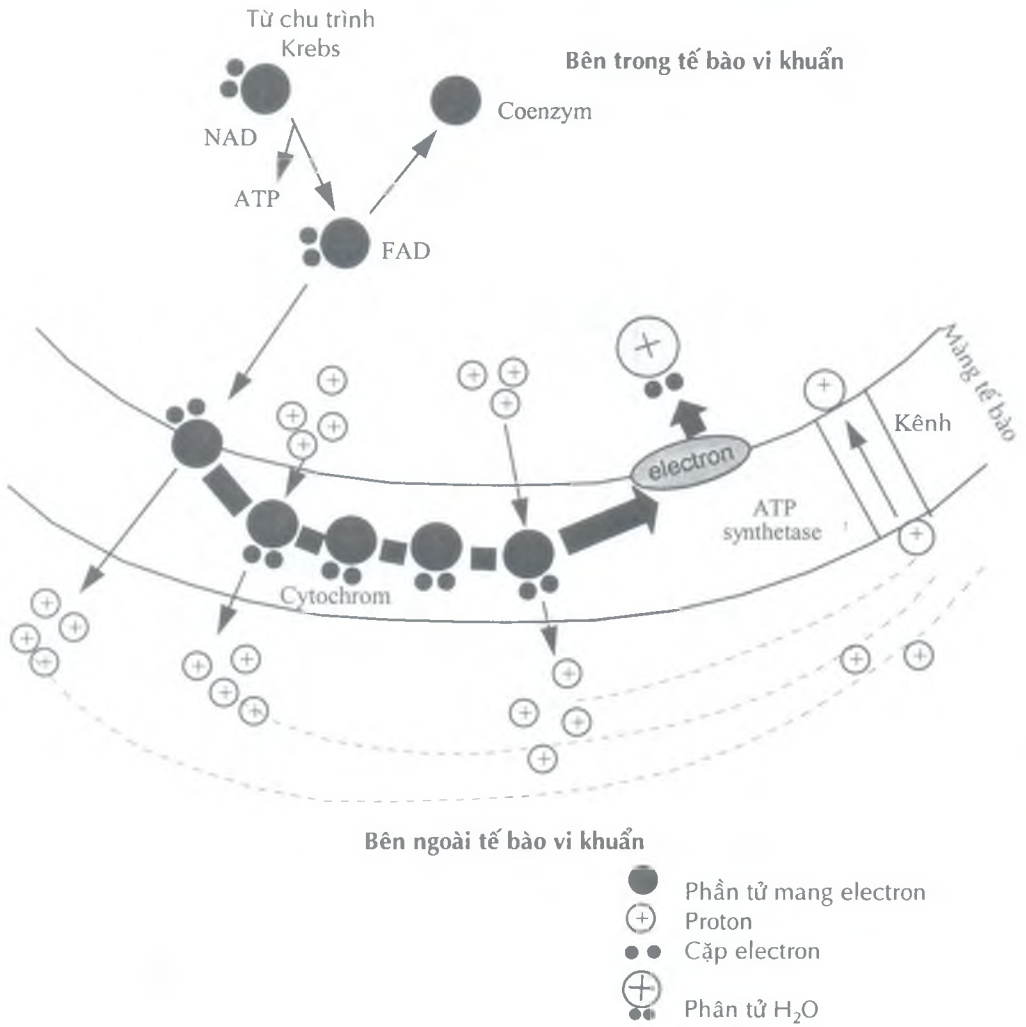 Từ chu trình
Krebs
Bên trong tế bào vi khuẩn
Coenzym
NAD
ATP
FAD
Màng tế bào
Kênh
electron
ATP
synthetase
Cytochrom
Bên ngoài tế bào vi khuẩn
Phần tử mang electron
Proton
Cặp electron
Phân tử H₂O